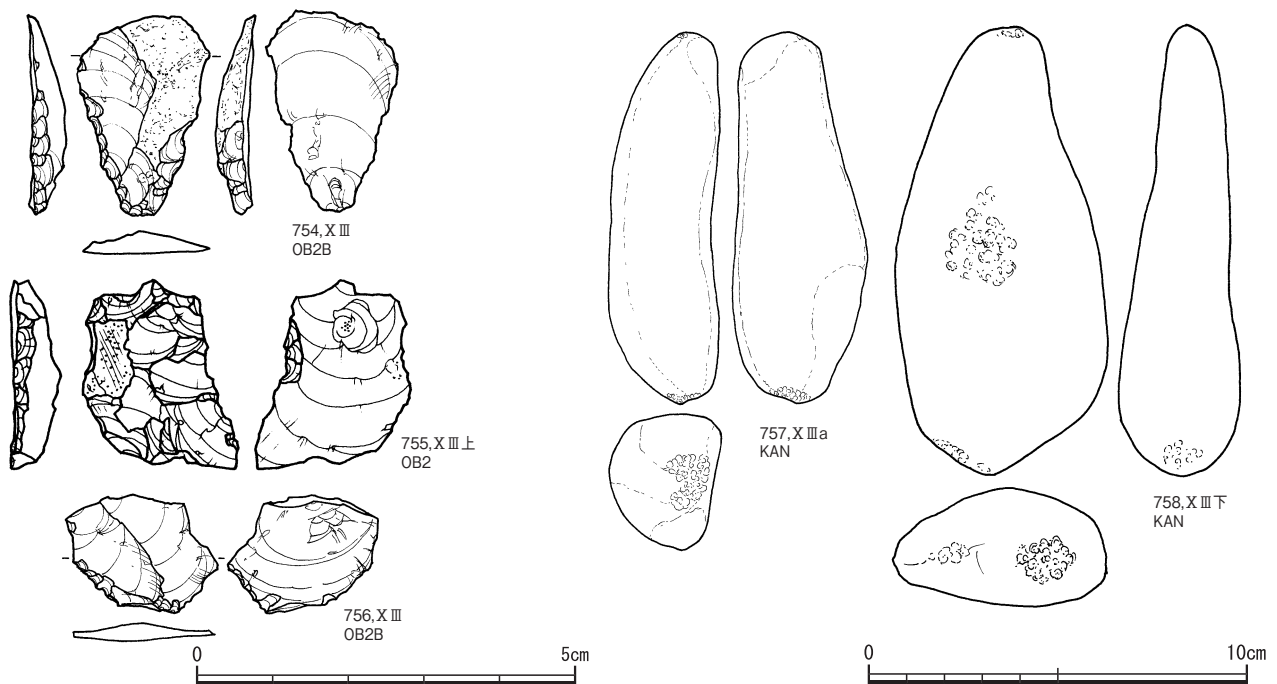 754,XⅢ
OB2B
755,XⅢ上
OB2
756,XⅢ
OB2B
0 5cm
757,XⅢa
KAN
758,XⅢ下
KAN
0 10cm